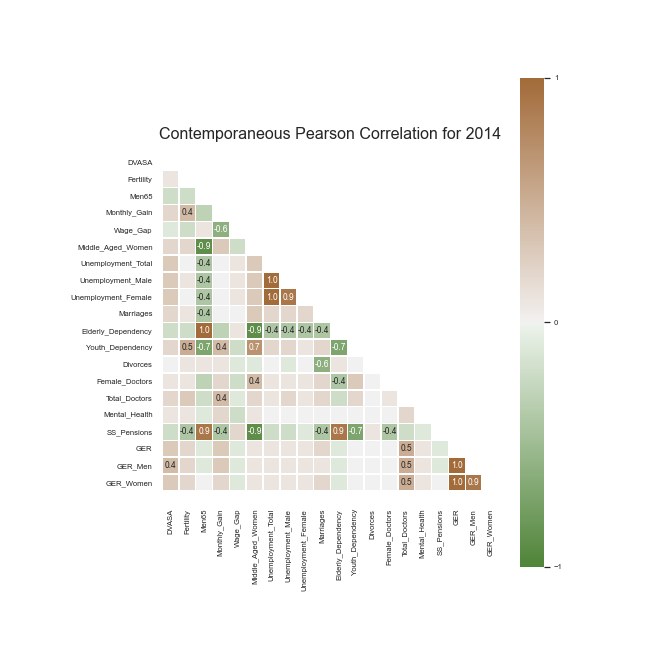 Contemporaneous Pearson Correlation for 2014
1
0
−1
DVASA
Fertility
Men65
Monthly_Gain 0.4
Wage_Gap -0.6
Middle_Aged_Women -0.9
Unemployment_Total -0.4
Unemployment_Male -0.4 1.0
Unemployment_Female -0.4 1.0 0.9
Marriages -0.4
Elderly_Dependency 1.0 -0.9 -0.4 -0.4 -0.4 -0.4
Youth_Dependency 0.5 -0.7 0.4 0.7 -0.7
Divorces -0.6
Female_Doctors 0.4 -0.4
Total_Doctors 0.4
Mental_Health
SS_Pensions -0.4 0.9 -0.4 -0.9 -0.4 0.9 -0.7 -0.4
GER 0.5
GER_Men 0.4 0.5 1.0
GER_Women 0.5 1.0 0.9
DVASA
Fertility
Men65
Monthly_Gain
Wage_Gap
Middle_Aged_Women
Unemployment_Total
Unemployment_Male
Unemployment_Female
Marriages
Elderly_Dependency
Youth_Dependency
Divorces
Female_Doctors
Total_Doctors
Mental_Health
SS_Pensions
GER
GER_Men
GER_Women